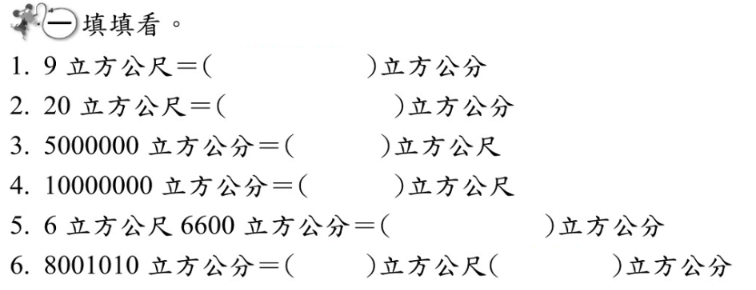 一 填填看。
1. 9 立方公尺＝( )立方公分
2. 20 立方公尺＝( )立方公分
3. 5000000 立方公分＝( )立方公尺
4. 10000000 立方公分＝( )立方公尺
5. 6 立方公尺 6600 立方公分＝( )立方公分
6. 8001010 立方公分＝( )立方公尺( )立方公分